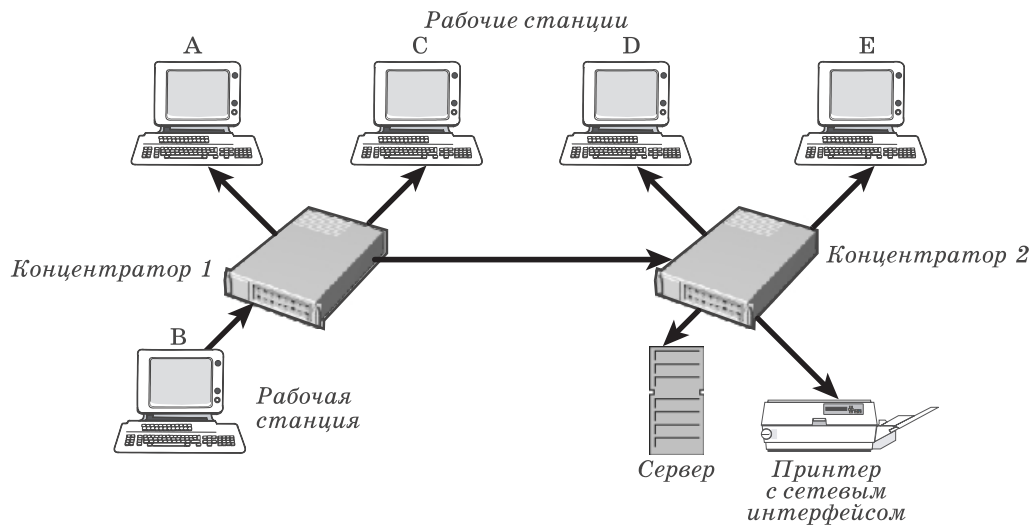 Рабочие станции
A
C
D
E
Концентратор 1
Концентратор 2
B
Рабочая
станция
Сервер
Принтер
с сетевым
интерфейсом